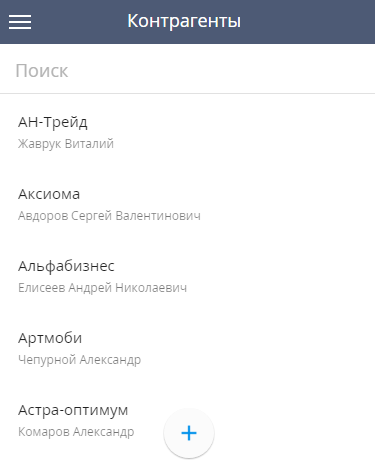 Контрагенты
Поиск
АН-Трейд
Жаврук Виталий
Аксиома
Авдоров Сергей Валентинович
Альфабизнес
Елисеев Андрей Николаевич
Артмоби
Чепурной Александр
Астра-оптимум
Комаров Александр